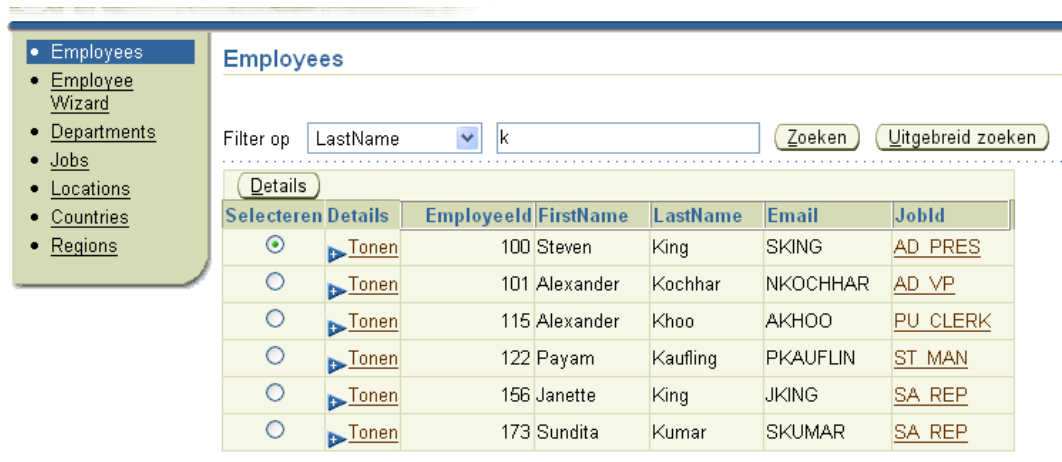 Employees
Employee
Wizard
Departments
Jobs
Locations
Countries
Regions
Employees
Filter op LastName k Zoeken Uitgebreid zoeken
Details
Selecteren Details EmployeeId FirstName LastName Email JobId
Tonen 100 Steven King SKING AD_PRES
Tonen 101 Alexander Kochhar NKOCHHAR AD_VP
Tonen 115 Alexander Khoo AKHOO PU_CLERK
Tonen 122 Payam Kaufling PKAUFLIN ST_MAN
Tonen 156 Janette King JKING SA_REP
Tonen 173 Sundita Kumar SKUMAR SA_REP